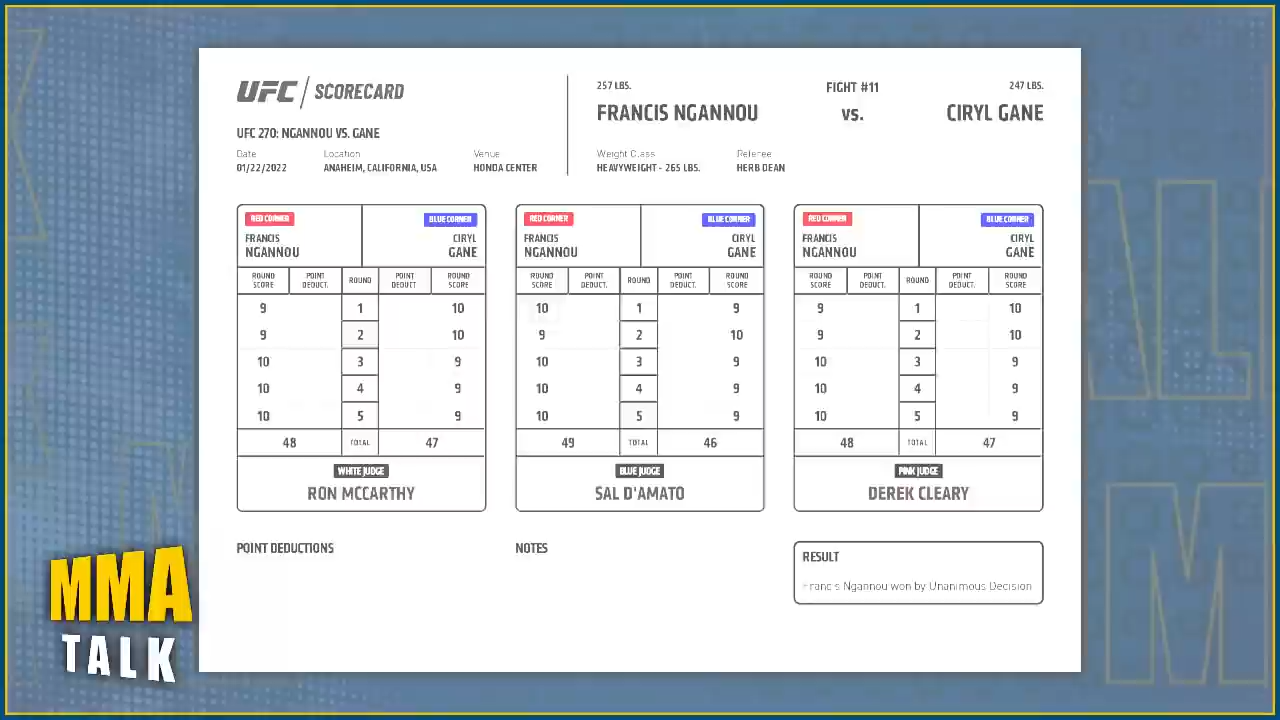 UFC / SCORECARD
UFC 270: NGANNOU VS. GANE
Date Location Venue
01/22/2022 ANAHEIM, CALIFORNIA, USA HONDA CENTER
257 LBS. FIGHT #11 247 LBS.
FRANCIS NGANNOU VS. CIRYL GANE
Weight Class Referee
HEAVYWEIGHT - 265 LBS. HERB DEAN
RED CORNER BLUE CORNER
FRANCIS CIRYL
NGANNOU GANE
ROUND SCORE POINT DEDUCT. ROUND POINT DEDUCT ROUND SCORE
9 1 10
9 2 10
10 3 9
10 4 9
10 5 9
48 TOTAL 47
WHITE JUDGE
RON MCCARTHY
RED CORNER BLUE CORNER
FRANCIS CIRYL
NGANNOU GANE
ROUND SCORE POINT DEDUCT. ROUND POINT DEDUCT. ROUND SCORE
10 1 9
9 2 10
10 3 9
10 4 9
10 5 9
49 TOTAL 46
BLUE JUDGE
SAL D'AMATO
RED CORNER BLUE CORNER
FRANCIS CIRYL
NGANNOU GANE
ROUND SCORE POINT DEDUCT. ROUND POINT DEDUCT. ROUND SCORE
9 1 10
9 2 10
10 3 9
10 4 9
10 5 9
48 TOTAL 47
PINK JUDGE
DEREK CLEARY
POINT DEDUCTIONS
NOTES
RESULT
Francis Ngannou won by Unanimous Decision
MMA
TALK